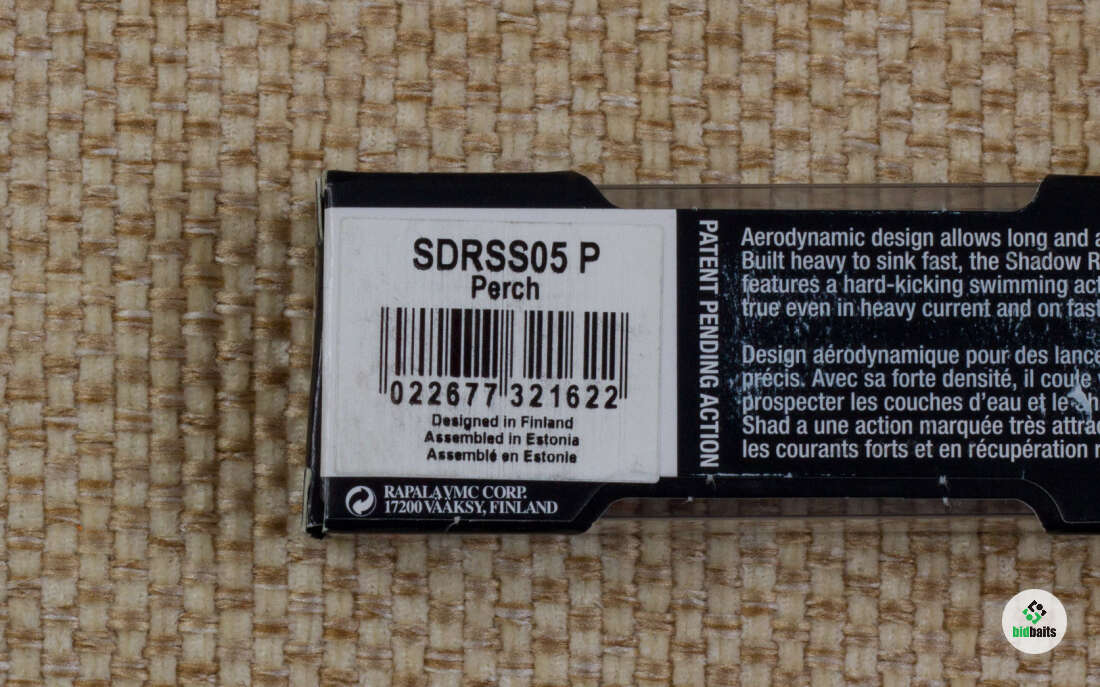 SDRSS05 P
Perch
022677 321622
Designed in Finland
Assembled in Estonia
Assemblé en Estonie
RAPALA VMC CORP.
17200 VÄÄKSY, FINLAND
PATENT PENDING ACTION
Aerodynamic design allows long and a
Built heavy to sink fast, the Shadow R
features a hard-kicking swimming act
true even in heavy current and on fast
Design aérodynamique pour des lance
précis. Avec sa forte densité, il coule
prospecter les couches d'eau et le
Shad a une action marquée très attra
les courants forts et en récupération
bidbaits